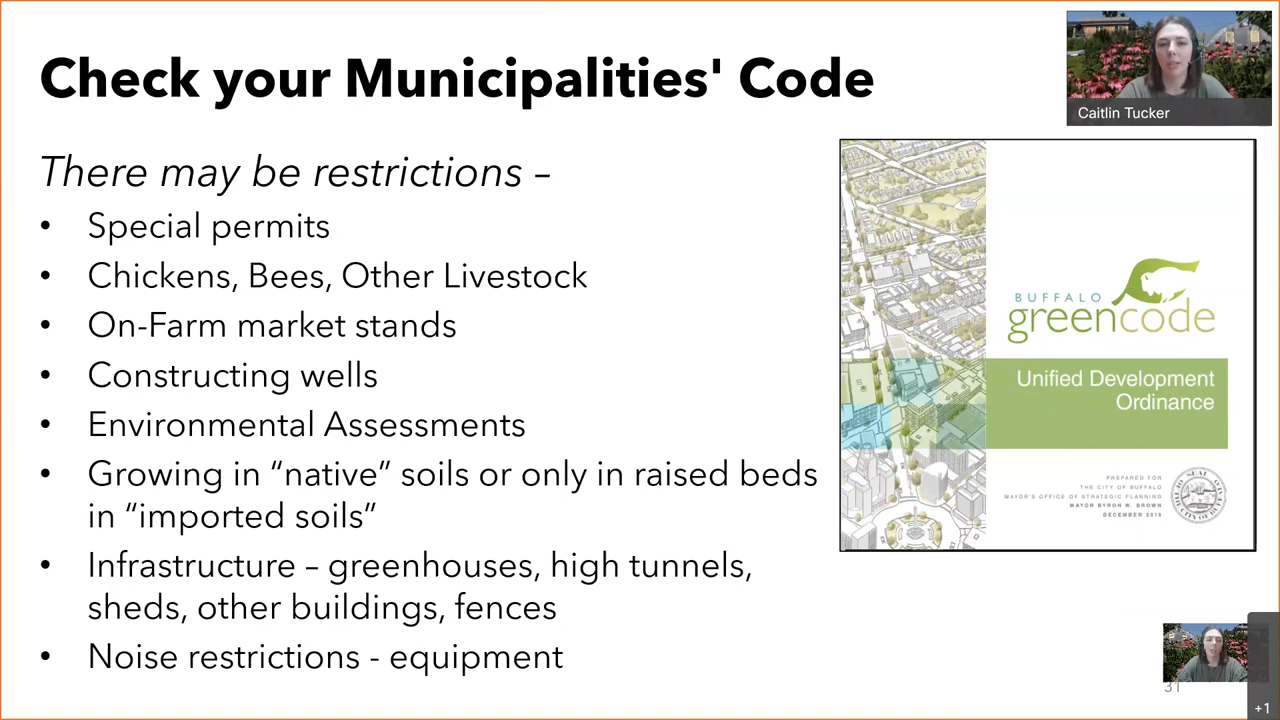 Check your Municipalities' Code
Caitlin Tucker
There may be restrictions –
• Special permits
• Chickens, Bees, Other Livestock
• On-Farm market stands
• Constructing wells
• Environmental Assessments
• Growing in “native” soils or only in raised beds
in “imported soils”
• Infrastructure – greenhouses, high tunnels,
sheds, other buildings, fences
• Noise restrictions - equipment
BUFFALO
greencode
Unified Development
Ordinance
PREPARED FOR
THE CITY OF BUFFALO
MAYOR'S OFFICE OF STRATEGIC PLANNING
MAYOR BYRON W. BROWN
31
+1